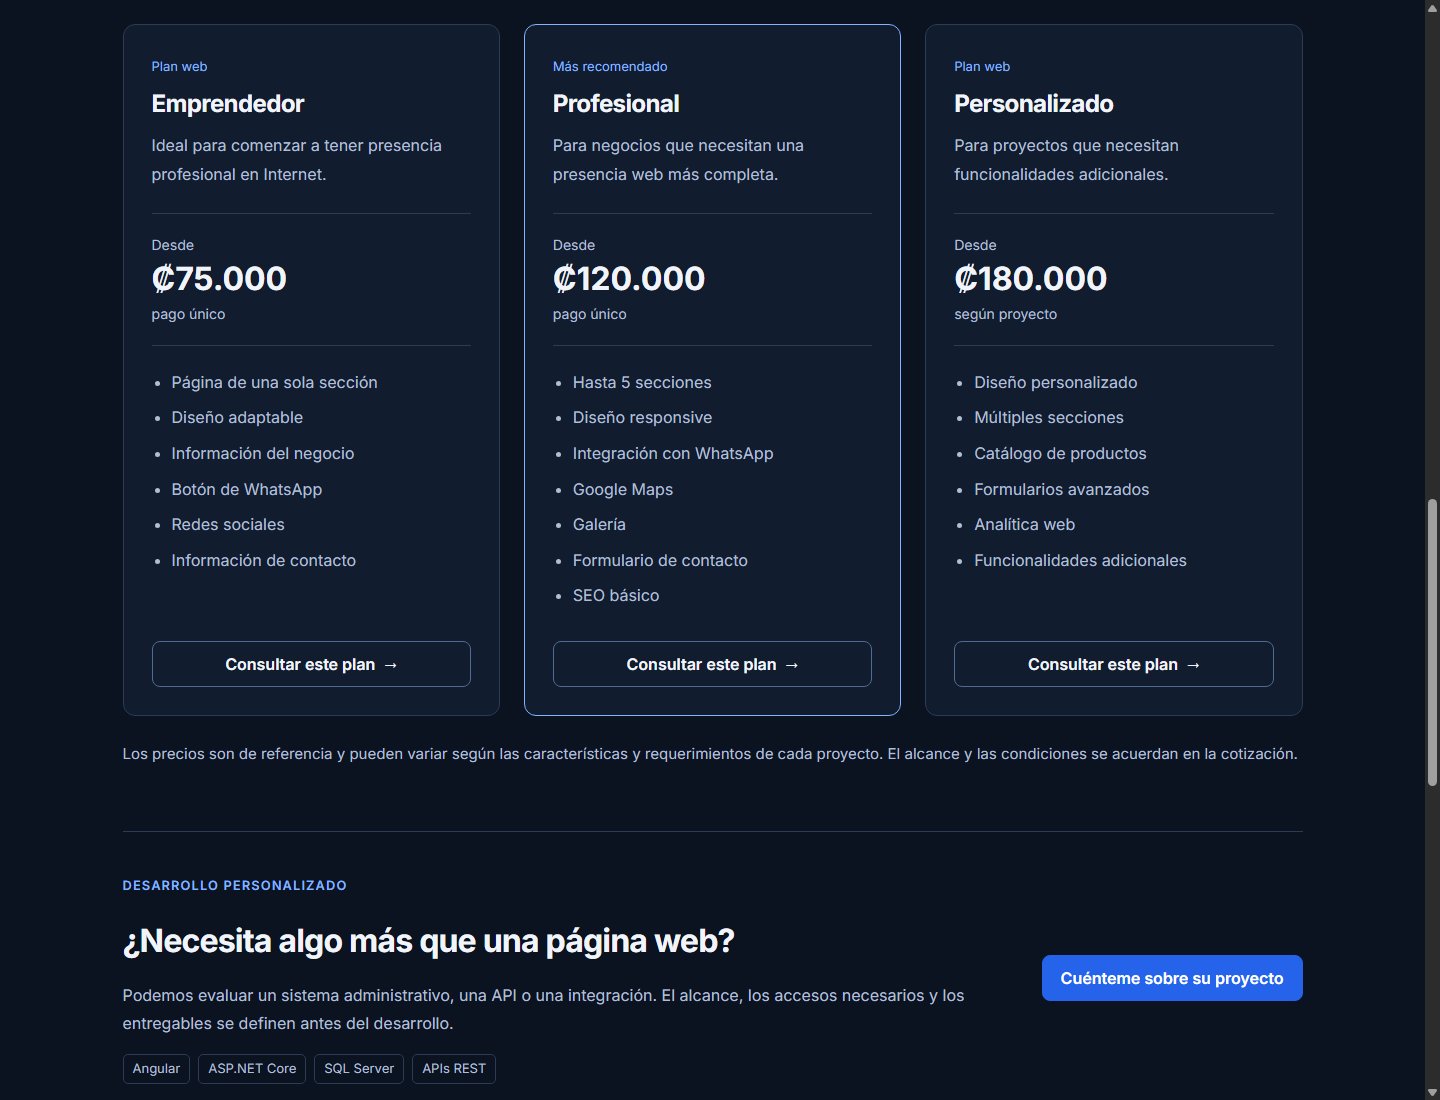 Plan web
Emprendedor
Ideal para comenzar a tener presencia
profesional en Internet.
Desde
₡75.000
pago único
Página de una sola sección
Diseño adaptable
Información del negocio
Botón de WhatsApp
Redes sociales
Información de contacto
Consultar este plan →
Más recomendado
Profesional
Para negocios que necesitan una
presencia web más completa.
Desde
₡120.000
pago único
Hasta 5 secciones
Diseño responsive
Integración con WhatsApp
Google Maps
Galería
Formulario de contacto
SEO básico
Consultar este plan →
Plan web
Personalizado
Para proyectos que necesitan
funcionalidades adicionales.
Desde
₡180.000
según proyecto
Diseño personalizado
Múltiples secciones
Catálogo de productos
Formularios avanzados
Analítica web
Funcionalidades adicionales
Consultar este plan →
Los precios son de referencia y pueden variar según las características y requerimientos de cada proyecto. El alcance y las condiciones se acuerdan en la cotización.
DESARROLLO PERSONALIZADO
¿Necesita algo más que una página web?
Podemos evaluar un sistema administrativo, una API o una integración. El alcance, los accesos necesarios y los
entregables se definen antes del desarrollo.
Angular
ASP.NET Core
SQL Server
APIs REST
Cuénteme sobre su proyecto